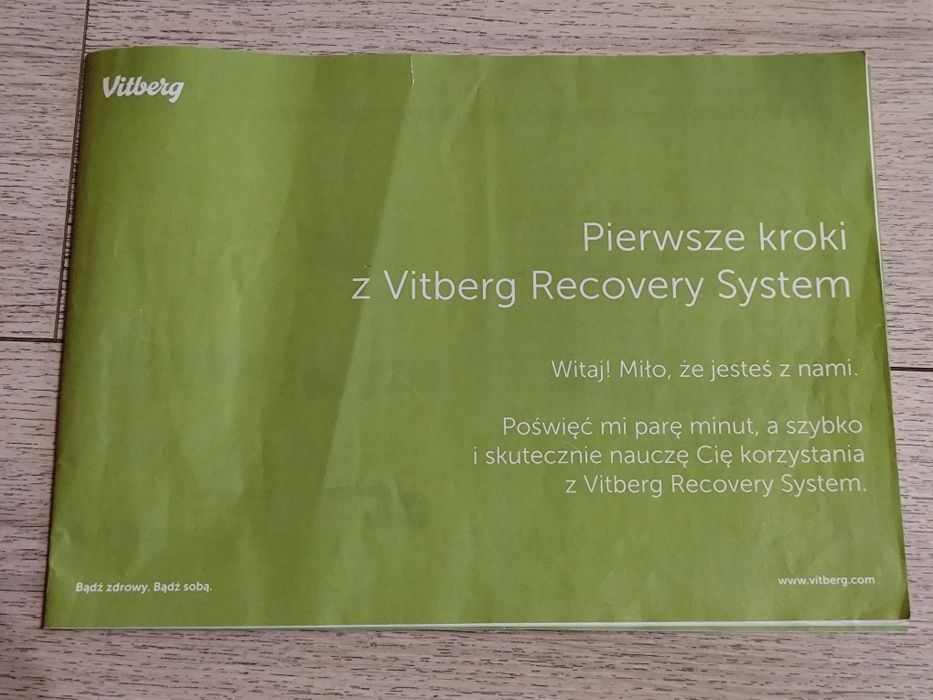 Vitberg
Pierwsze kroki
z Vitberg Recovery System
Witaj! Miło, że jesteś z nami.
Poświęć mi parę minut, a szybko
i skutecznie nauczę Cię korzystania
z Vitberg Recovery System.
Bądź zdrowy. Bądź sobą.
www.vitberg.com